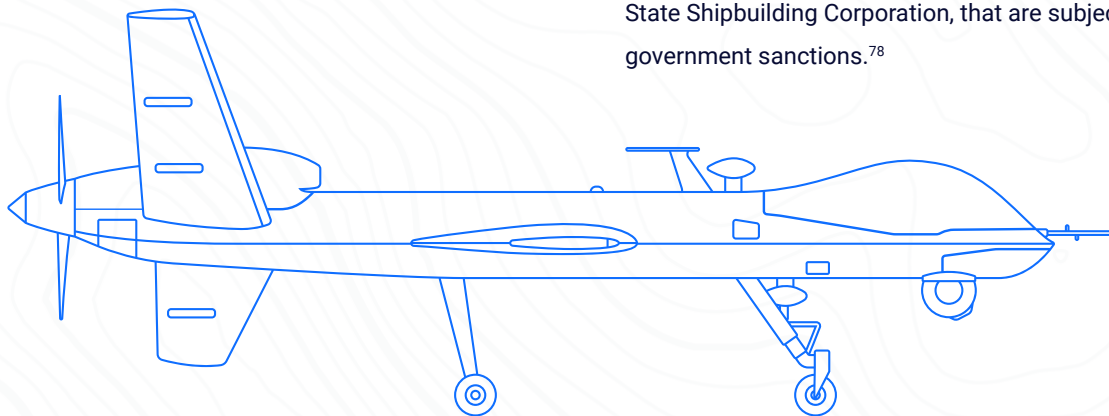 State Shipbuilding Corporation, that are subjec
government sanctions.78